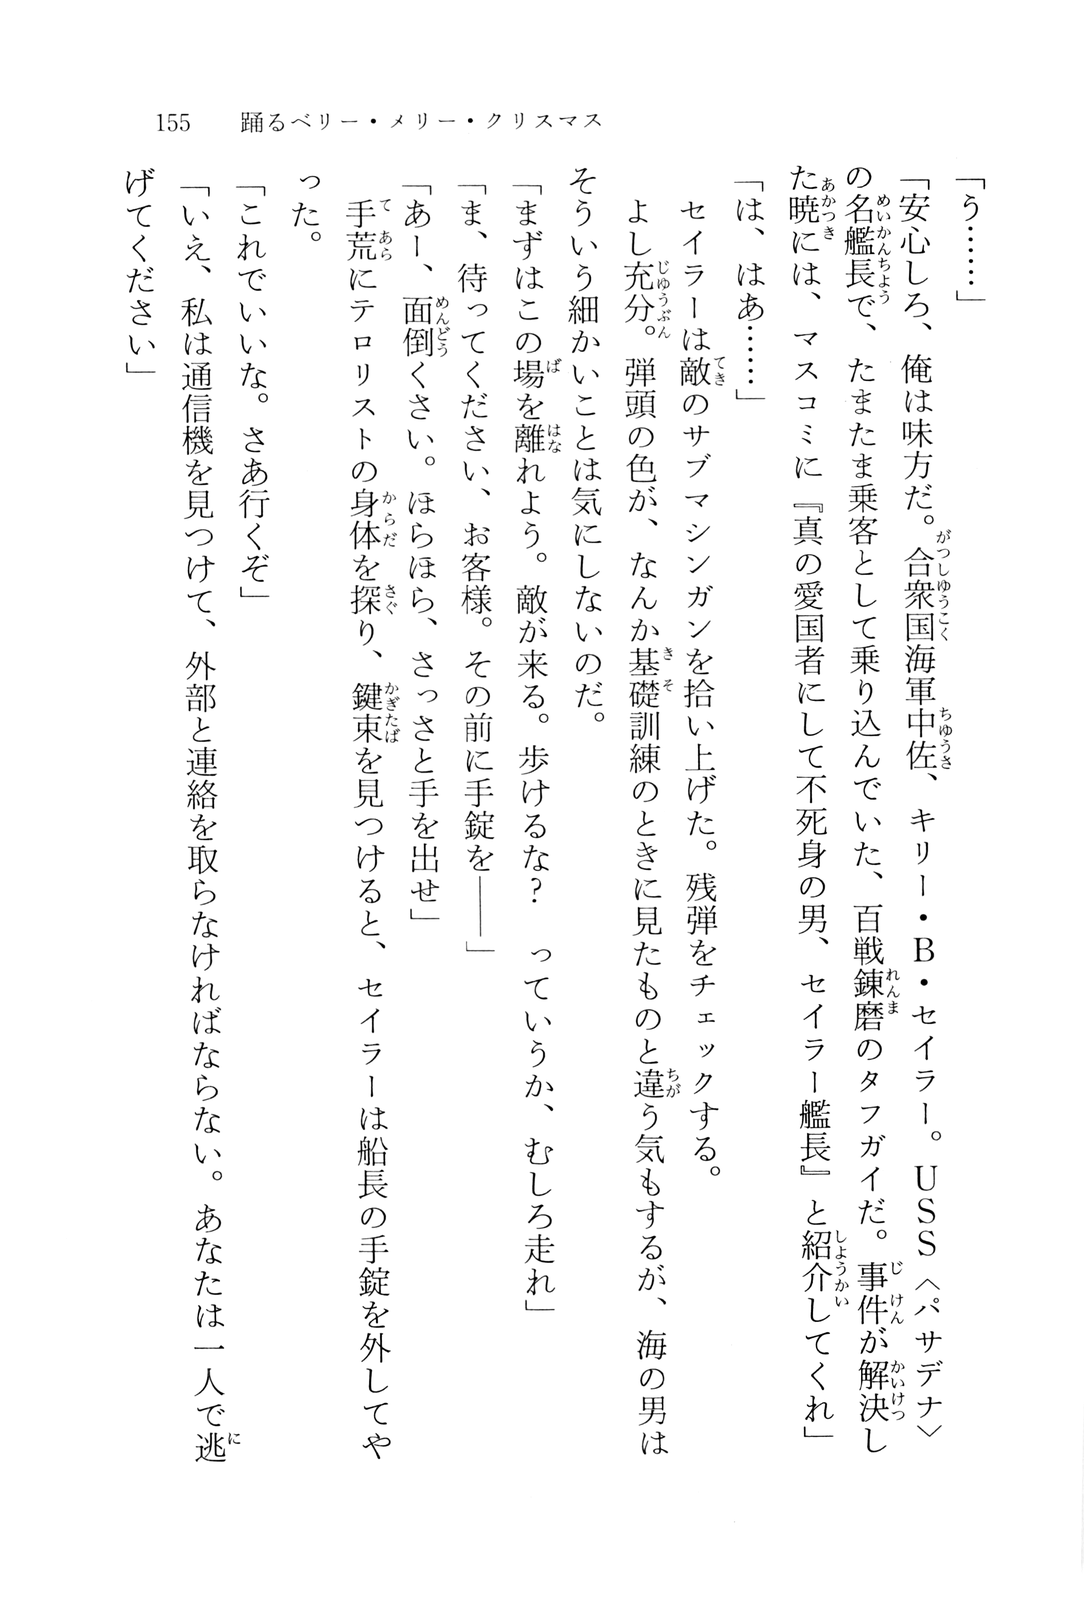 155　踊るベリー・メリー・クリスマス
「う……」
「安心しろ、俺は味方だ。合衆国海軍中佐、キリー・B・セイラー。USS〈パサデナ〉
の名艦長で、たまたま乗客として乗り込んでいた、百戦錬磨のタフガイだ。事件が解決し
た暁には、マスコミに『真の愛国者にして不死身の男、セイラー艦長』と紹介してくれ」
「は、はあ……」
　セイラーは敵のサブマシンガンを拾い上げた。残弾をチェックする。
　よし充分。弾頭の色が、なんか基礎訓練のときに見たものと違う気もするが、海の男は
そういう細かいことは気にしないのだ。
「まずはこの場を離れよう。敵が来る。歩けるな？　っていうか、むしろ走れ」
「ま、待ってください、お客様。その前に手錠を――」
「あー、面倒くさい。ほらほら、さっさと手を出せ」
　手荒にテロリストの身体を探り、鍵束を見つけると、セイラーは船長の手錠を外してや
った。
「これでいいな。さあ行くぞ」
「いえ、私は通信機を見つけて、外部と連絡を取らなければならない。あなたは一人で逃
げてください」